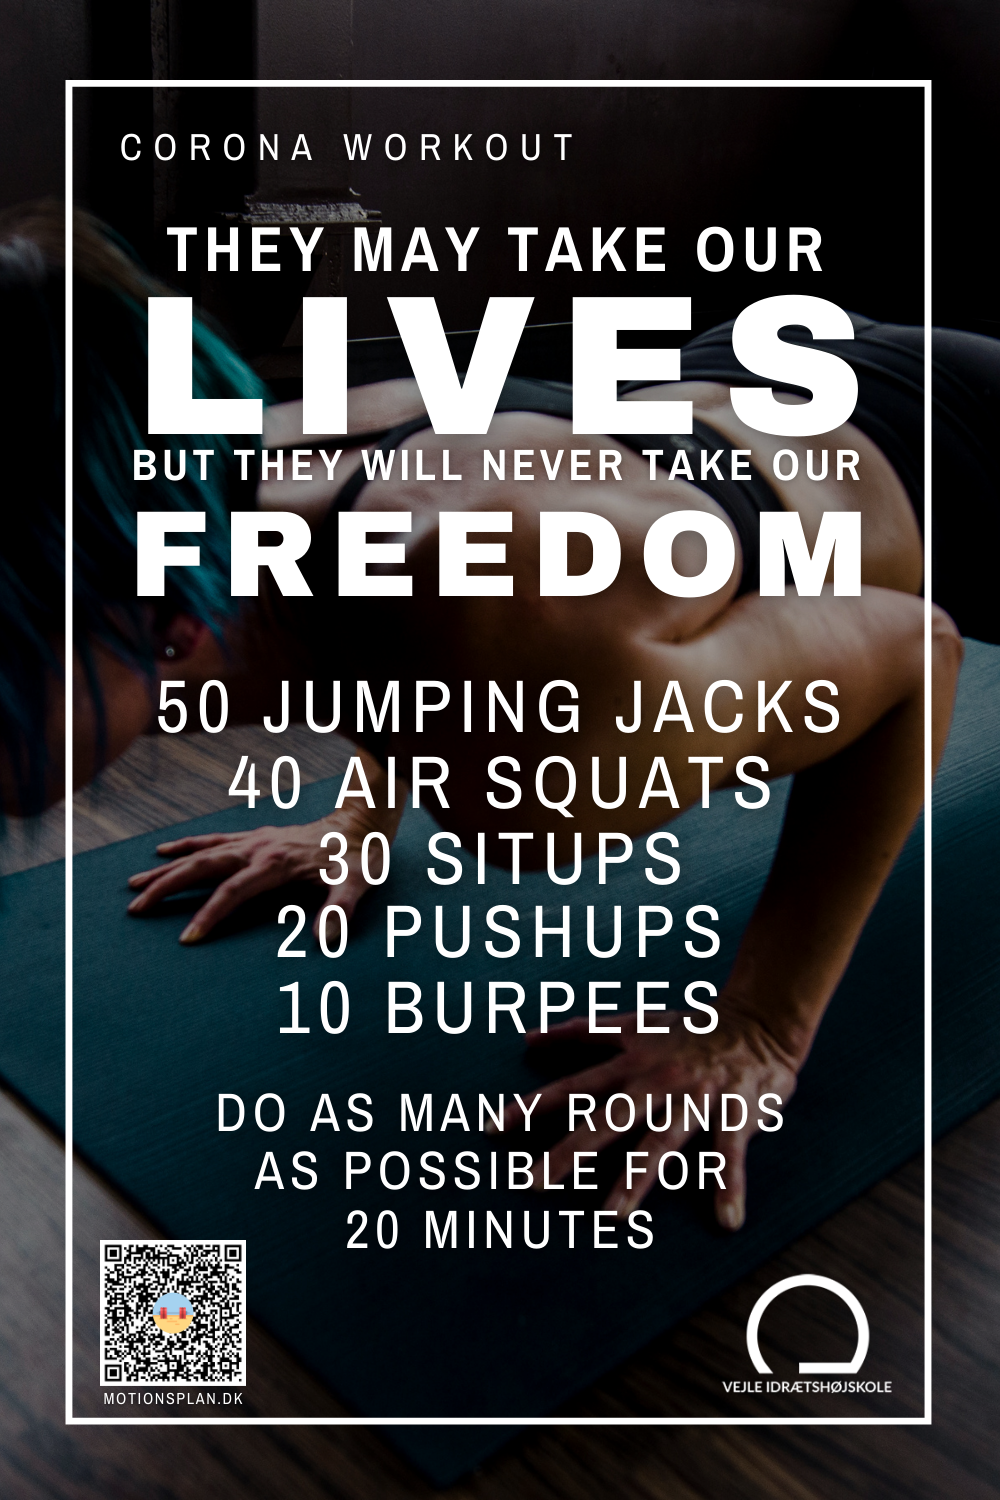 CORONA WORKOUT
THEY MAY TAKE OUR
LIVES
BUT THEY WILL NEVER TAKE OUR
FREEDOM
50 JUMPING JACKS
40 AIR SQUATS
30 SITUPS
20 PUSHUPS
10 BURPEES
DO AS MANY ROUNDS
AS POSSIBLE FOR
20 MINUTES
MOTIONSPLAN.DK
VEJLE IDRÆTSHØJSKOLE